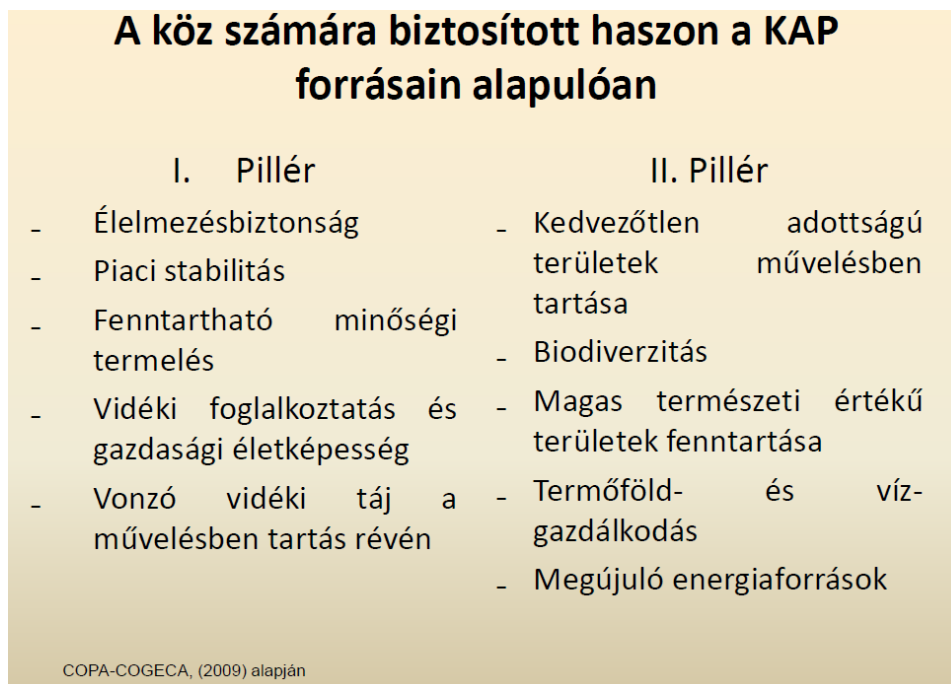 A köz számára biztosított haszon a KAP
forrásain alapulóan
I. Pillér
- Élelmezésbiztonság
- Piaci stabilitás
- Fenntartható minőségi
termelés
- Vidéki foglalkoztatás és
gazdasági életképesség
- Vonzó vidéki táj a
művelésben tartás révén
II. Pillér
- Kedvezőtlen adottságú
területek művelésben
tartása
- Biodiverzitás
- Magas természeti értékű
területek fenntartása
- Termőföld- és víz-
gazdálkodás
- Megújuló energiaforrások
COPA-COGECA, (2009) alapján